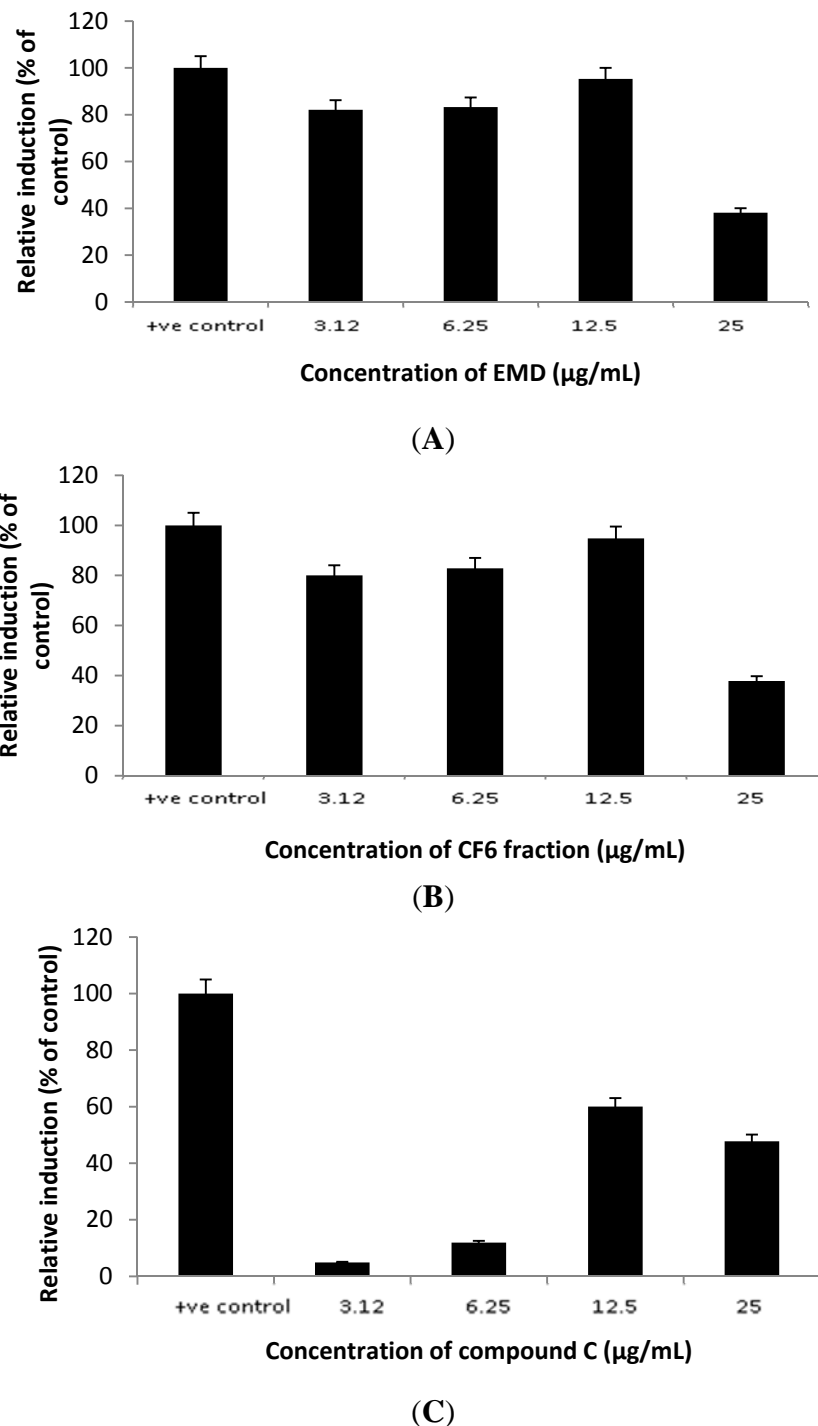 Relative induction (% of
control)
120
100
80
60
40
20
0
+ve control 3.12 6.25 12.5 25
Concentration of EMD (µg/mL)
(A)
Relative induction (% of
control)
120
100
80
60
40
20
0
+ve control 3.12 6.25 12.5 25
Concentration of CF6 fraction (µg/mL)
(B)
Relative induction (% of control)
120
100
80
60
40
20
0
+ve control 3.12 6.25 12.5 25
Concentration of compound C (µg/mL)
(C)